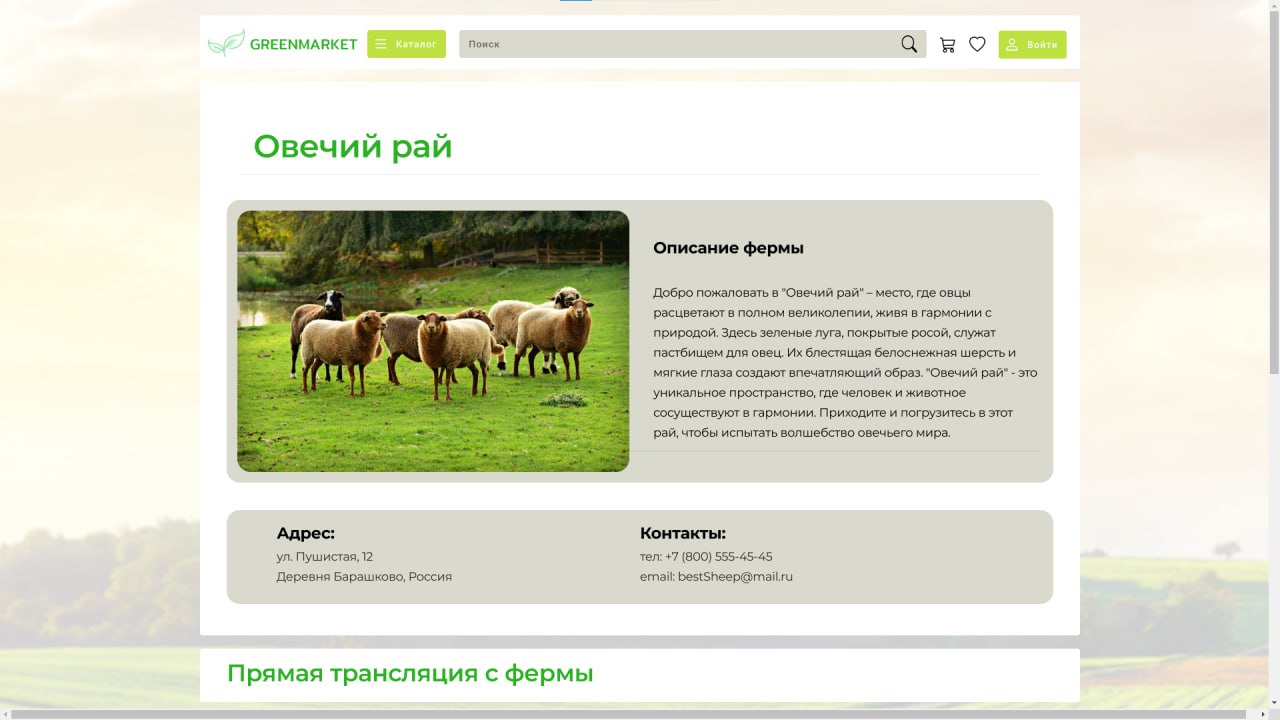 GREENMARKET
Каталог
Поиск
Войти
Овечий рай
Описание фермы
Добро пожаловать в "Овечий рай" – место, где овцы
расцветают в полном великолепии, живя в гармонии с
природой. Здесь зеленые луга, покрытые росой, служат
пастбищем для овец. Их блестящая белоснежная шерсть и
мягкие глаза создают впечатляющий образ. "Овечий рай" - это
уникальное пространство, где человек и животное
сосуществуют в гармонии. Приходите и погрузитесь в этот
рай, чтобы испытать волшебство овечьего мира.
Адрес:
ул. Пушистая, 12
Деревня Барашково, Россия
Контакты:
тел: +7 (800) 555-45-45
email: bestSheep@mail.ru
Прямая трансляция с фермы